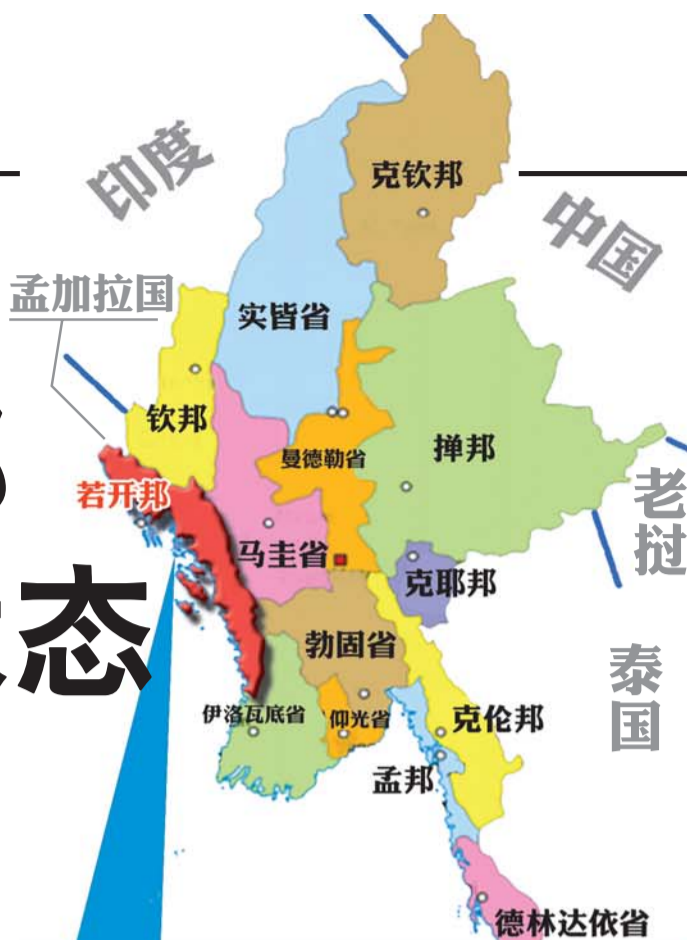 印度
克钦邦
中国
孟加拉国
实皆省
钦邦
曼德勒省
掸邦
若开邦
老挝
马圭省
克耶邦
勃固省
泰国
态
伊洛瓦底省
仰光省
克伦邦
孟邦
德林达依省